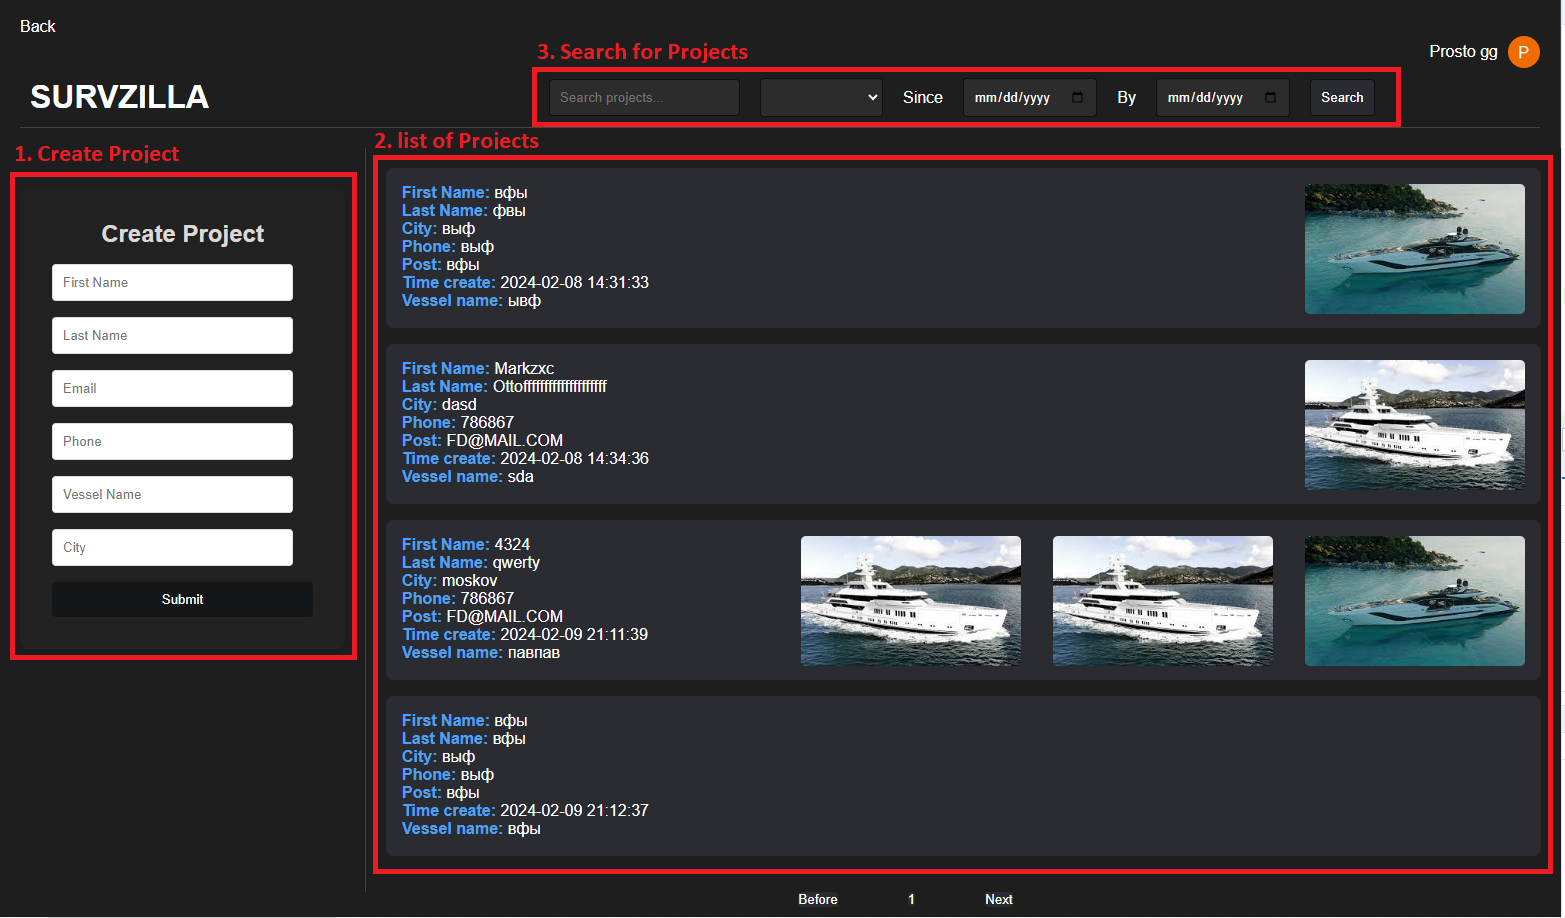 Back
3. Search for Projects
Prosto gg
P
SURVZILLA
Search projects...
Since
mm/dd/yyyy
By
mm/dd/yyyy
Search
1. Create Project
Create Project
First Name
Last Name
Email
Phone
Vessel Name
City
Submit
2. list of Projects
First Name: вфы
Last Name: фвы
City: выф
Phone: выф
Post: вфы
Time create: 2024-02-08 14:31:33
Vessel name: ывф
First Name: Markzxc
Last Name: Ottoffffffffffffffffffff
City: dasd
Phone: 786867
Post: FD@MAIL.COM
Time create: 2024-02-08 14:34:36
Vessel name: sda
First Name: 4324
Last Name: qwerty
City: moskov
Phone: 786867
Post: FD@MAIL.COM
Time create: 2024-02-09 21:11:39
Vessel name: павпав
First Name: вфы
Last Name: вфы
City: выф
Phone: выф
Post: вфы
Time create: 2024-02-09 21:12:37
Vessel name: вфы
Before
1
Next